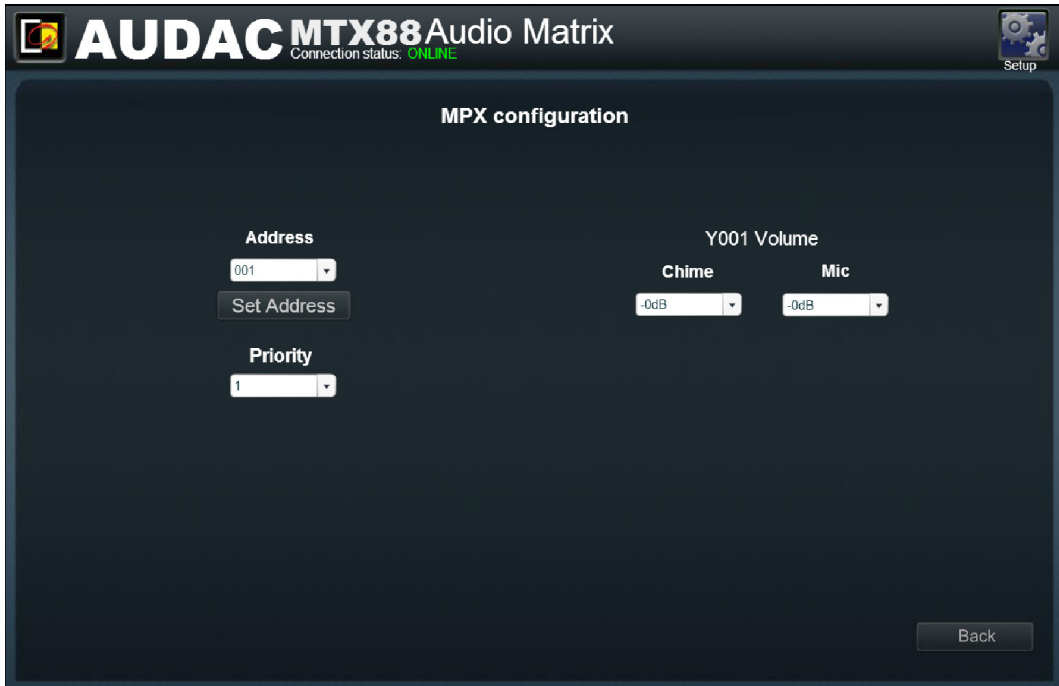 AUDAC MTX88 Audio Matrix
Connection status: ONLINE
Setup
MPX configuration
Address
001
Set Address
Priority
1
Y001 Volume
Chime Mic
-0dB -0dB
Back